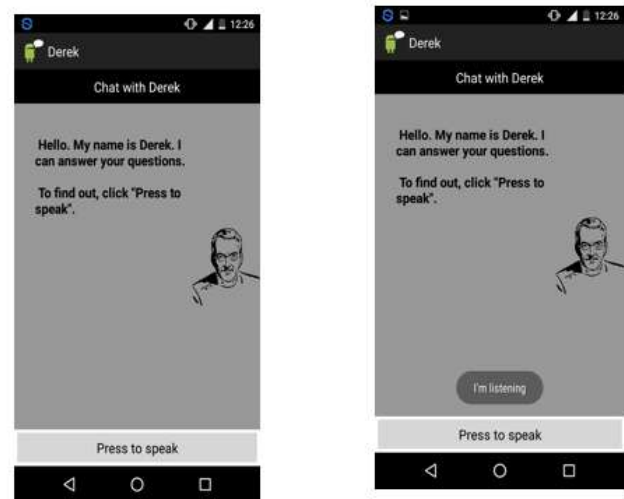 12:26
Derek
Chat with Derek
Hello. My name is Derek. I
can answer your questions.
To find out, click "Press to
speak".
Press to speak
12:26
Derek
Chat with Derek
Hello. My name is Derek. I
can answer your questions.
To find out, click "Press to
speak".
I'm listening
Press to speak